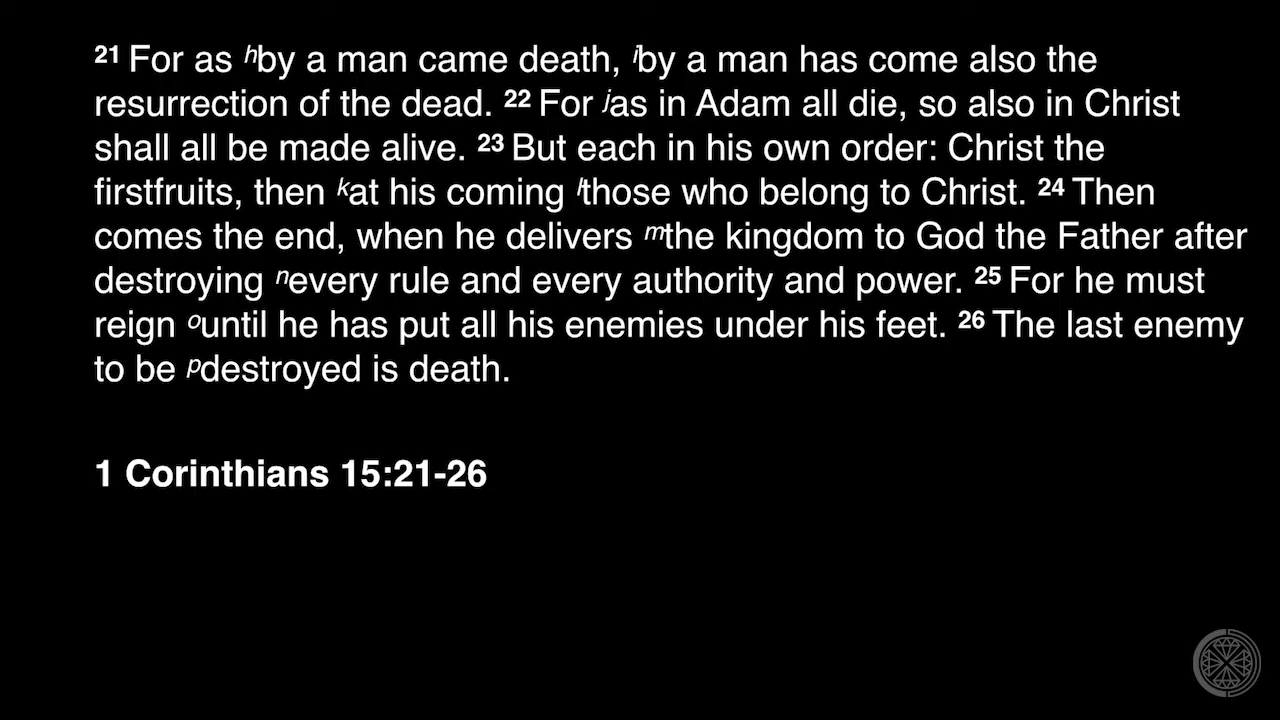 21 For as hby a man came death, iby a man has come also the
resurrection of the dead. 22 For jas in Adam all die, so also in Christ
shall all be made alive. 23 But each in his own order: Christ the
firstfruits, then kat his coming lthose who belong to Christ. 24 Then
comes the end, when he delivers mthe kingdom to God the Father after
destroying nevery rule and every authority and power. 25 For he must
reign ountil he has put all his enemies under his feet. 26 The last enemy
to be pdestroyed is death.
1 Corinthians 15:21-26